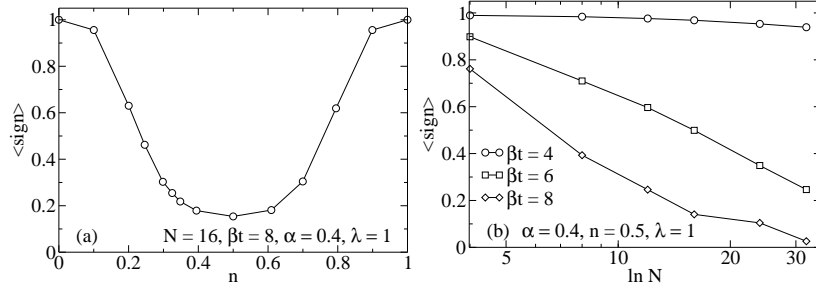 <sign>
1
0.8
0.6
0.4
0.2
0
0 0.2 0.4 0.6 0.8 1
n
(a) N = 16, βt = 8, α = 0.4, λ = 1
<sign>
1
0.8
0.6
0.4
0.2
0
βt = 4
βt = 6
βt = 8
(b) α = 0.4, n = 0.5, λ = 1
5 10 20 30
ln N